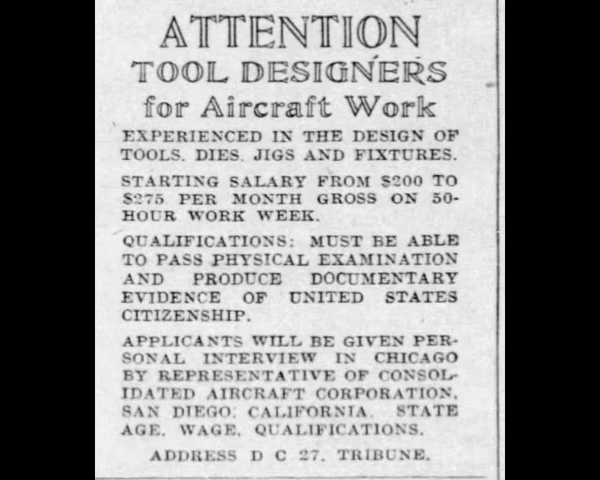 ATTENTION
TOOL DESIGNERS
for Aircraft Work
EXPERIENCED IN THE DESIGN OF
TOOLS, DIES, JIGS AND FIXTURES.
STARTING SALARY FROM $200 TO
$275 PER MONTH GROSS ON 50-
HOUR WORK WEEK.
QUALIFICATIONS: MUST BE ABLE
TO PASS PHYSICAL EXAMINATION
AND PRODUCE DOCUMENTARY
EVIDENCE OF UNITED STATES
CITIZENSHIP.
APPLICANTS WILL BE GIVEN PER-
SONAL INTERVIEW IN CHICAGO
BY REPRESENTATIVE OF CONSOL-
IDATED AIRCRAFT CORPORATION,
SAN DIEGO, CALIFORNIA. STATE
AGE, WAGE, QUALIFICATIONS.
ADDRESS D C 27, TRIBUNE.